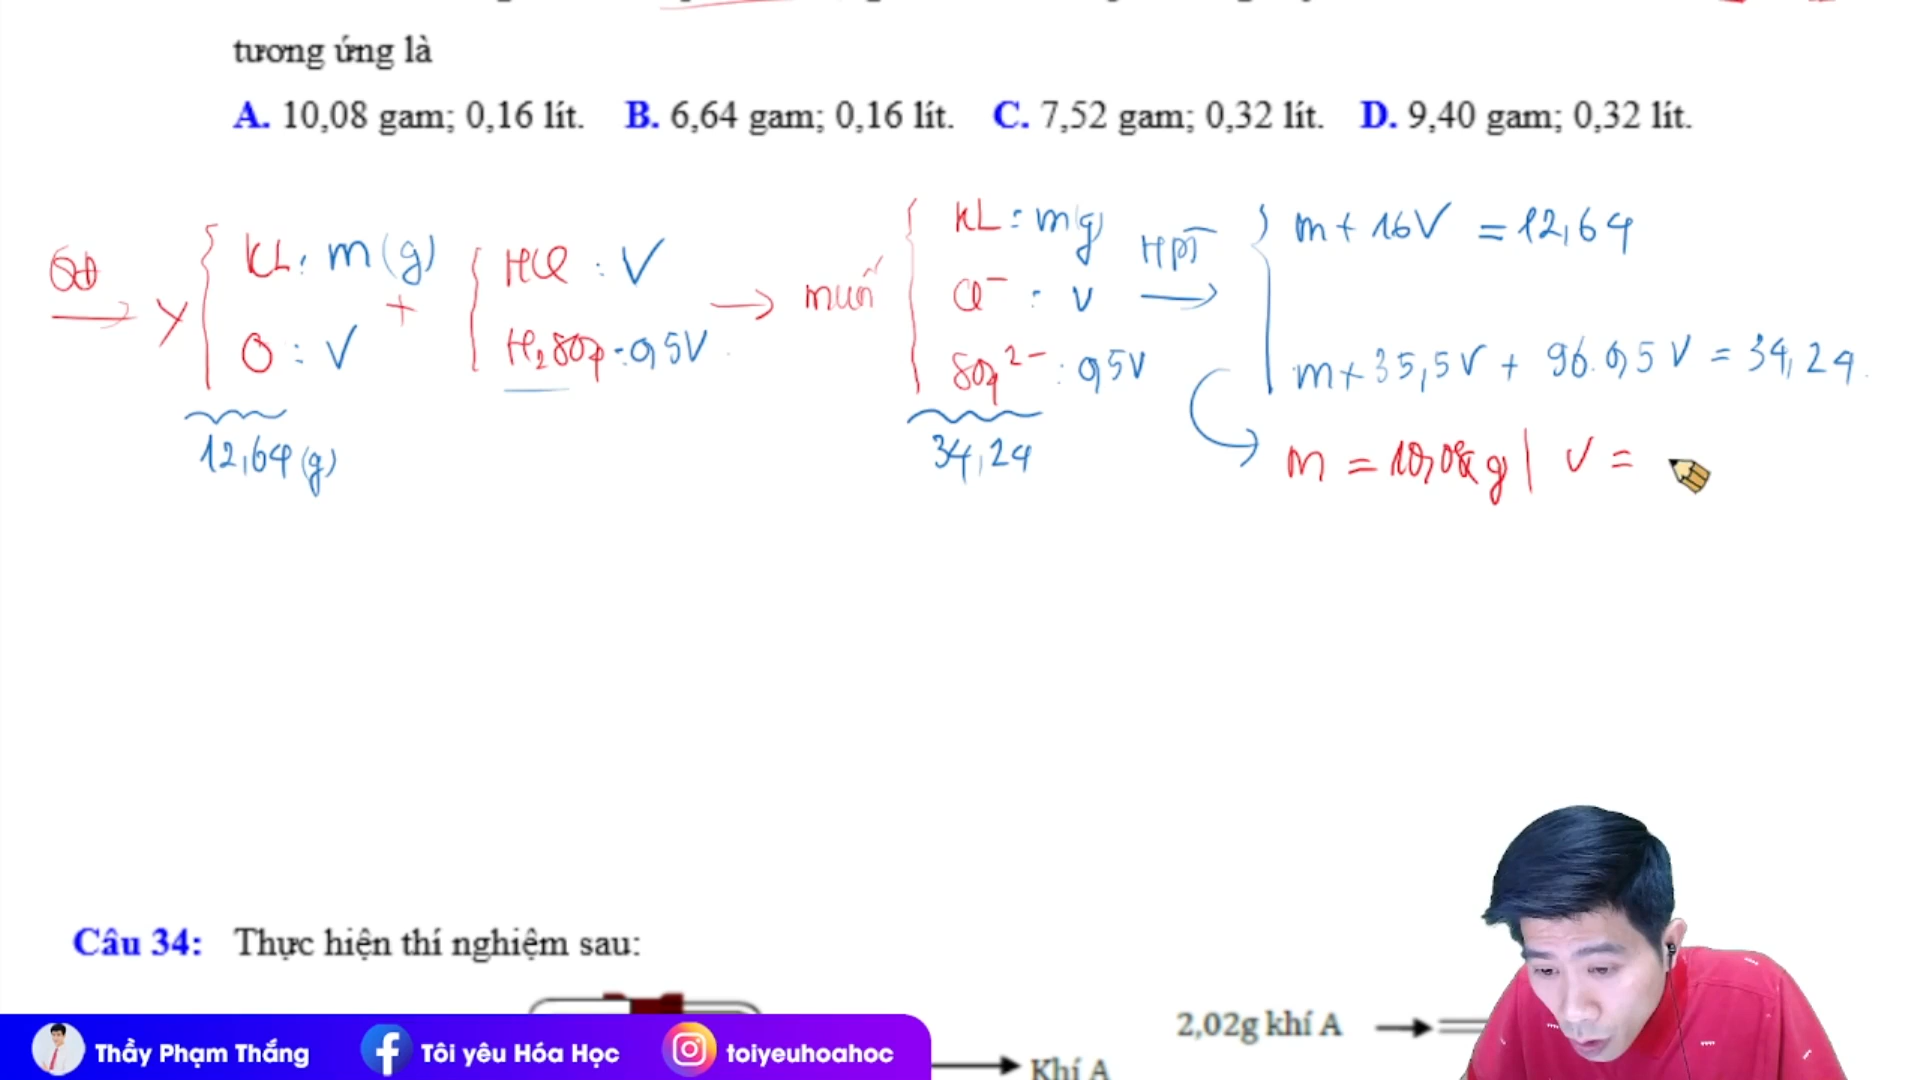 tương ứng là
A. 10,08 gam; 0,16 lít. B. 6,64 gam; 0,16 lít. C. 7,52 gam; 0,32 lít. D. 9,40 gam; 0,32 lít.
QĐ → Y { KL: m(g) + { HCl : V → muối { KL : m(g) HPT { m + 16V = 12,64
O : V H2SO4 : 0,5V Cl⁻ : V →
SO4²⁻ : 0,5V m + 35,5V + 96.0,5V = 34,24
12,64 (g) 34,24 m = 10,08 g | V =
Câu 34: Thực hiện thí nghiệm sau:
2,02g khí A
Khí A
Thầy Phạm Thắng Tôi yêu Hóa Học toiyeuhoahoc